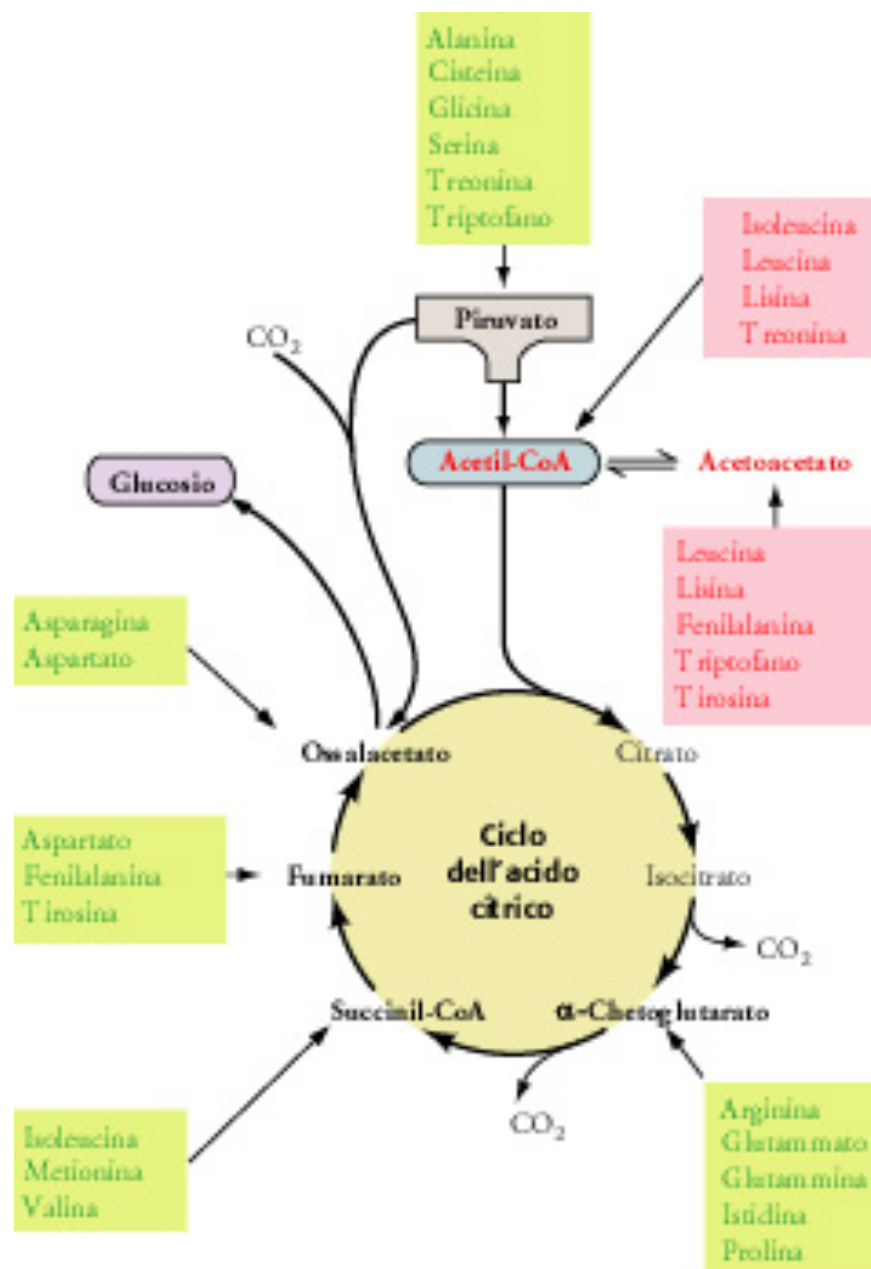 Alanina
Cisteina
Glicina
Serina
Treonina
Triptofano
Isoleucina
Leucina
Lisina
Treonina
Piruvato
CO2
Acetil-CoA
Acetoacetato
Glucosio
Leucina
Lisina
Fenilalanina
Triptofano
Tirosina
Asparagina
Aspartato
Ossalacetato
Citrato
Aspartato
Fenilalanina
Tirosina
Fumarato
Ciclo
dell'acido
citrico
Isocitrato
CO2
Succinil-CoA
α-Chetoglutarato
CO2
Isoleucina
Metionina
Valina
Arginina
Glutammato
Glutammina
Istidina
Prolina